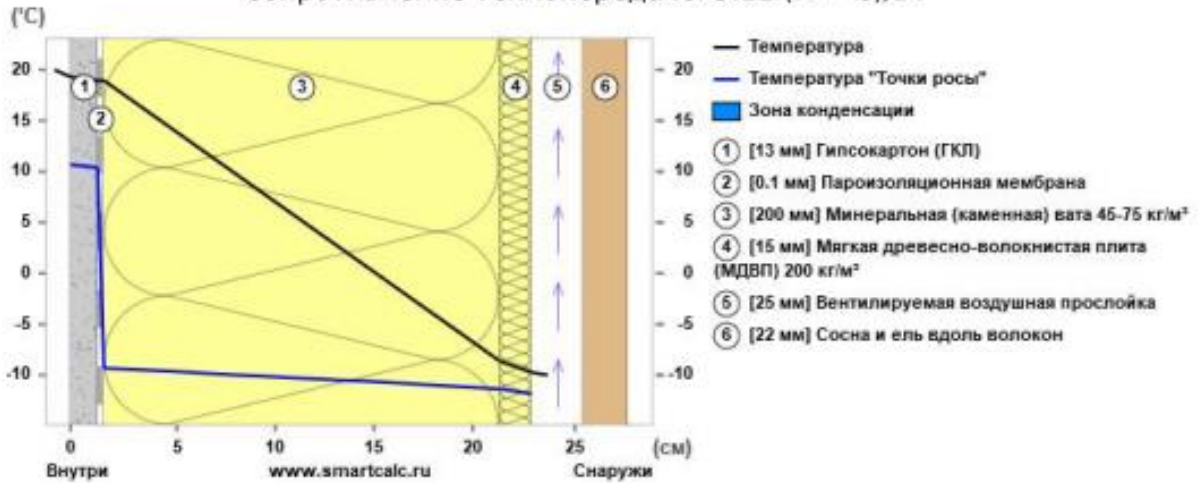 (°C)
20
15
10
5
0
-5
-10
1
2
3
4
5
6
20
15
10
5
0
-5
-10
0
5
10
15
20
25
(см)
Внутри
www.smartcalc.ru
Снаружи
Температура
Температура "Точки росы"
Зона конденсации
1 [13 мм] Гипсокартон (ГКЛ)
2 [0.1 мм] Пароизоляционная мембрана
3 [200 мм] Минеральная (каменная) вата 45-75 кг/м³
4 [15 мм] Мягкая древесно-волокнистая плита
(МДВП) 200 кг/м³
5 [25 мм] Вентилируемая воздушная прослойка
6 [22 мм] Сосна и ель вдоль волокон